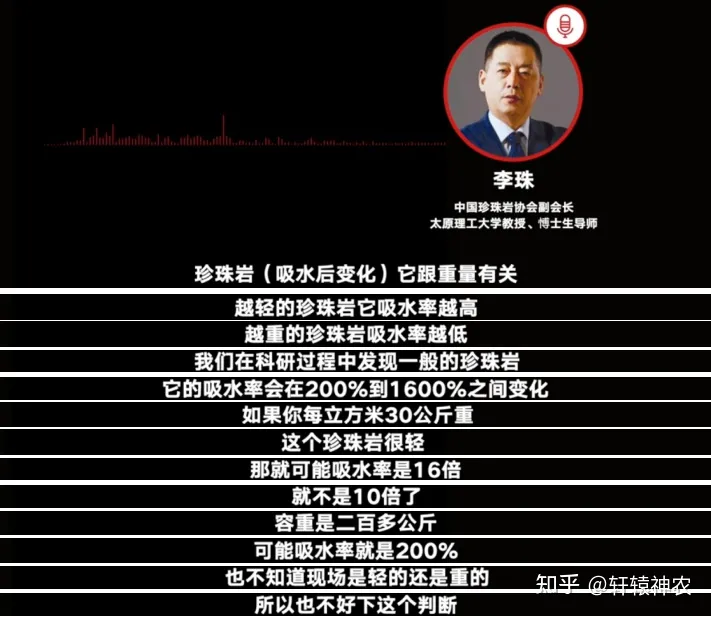 李珠
中国珍珠岩协会副会长
太原理工大学教授、博士生导师
珍珠岩（吸水后变化）它跟重量有关
越轻的珍珠岩它吸水率越高
越重的珍珠岩吸水率越低
我们在科研过程中发现一般的珍珠岩
它的吸水率会在200%到1600%之间变化
如果你每立方米30公斤重
这个珍珠岩很轻
那就可能吸水率是16倍
就不是10倍了
容重是二百多公斤
可能吸水率就是200%
也不知道现场是轻的还是重的
知乎 @轩辕神农
所以也不好下这个判断